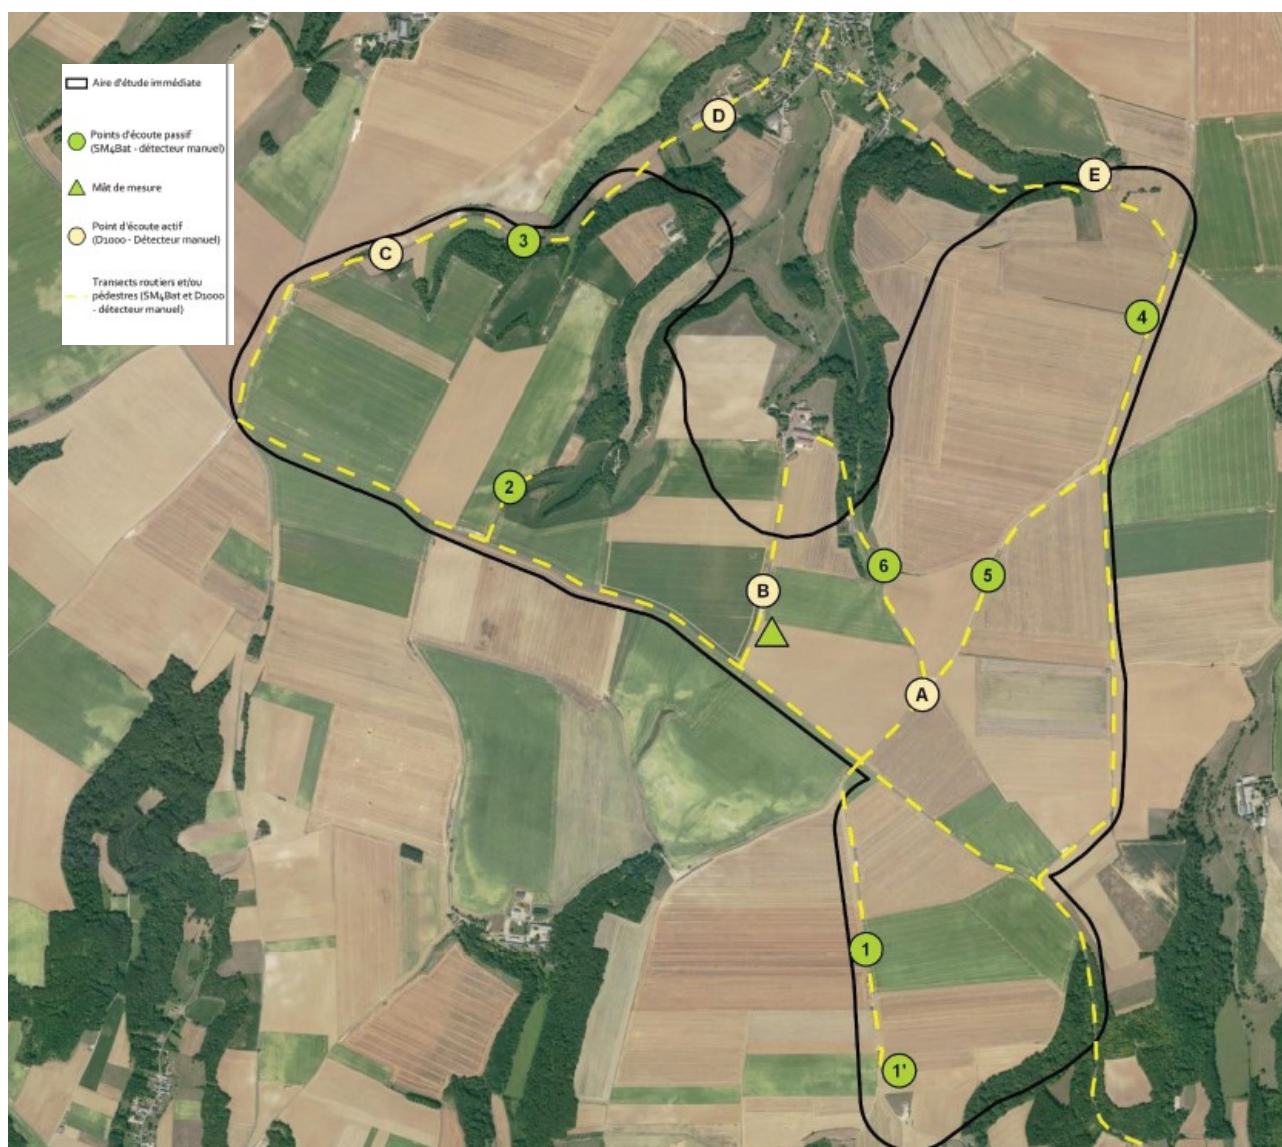 Aire d'étude immédiate
Points d'écoute passif
(SM4Bat - détecteur manuel)
Mât de mesure
Point d'écoute actif
(D1000 - Détecteur manuel)
Transects routiers et/ou
pédestres (SM4Bat et D1000
- détecteur manuel)
D
E
3
C
4
2
6
5
B
A
1
1'